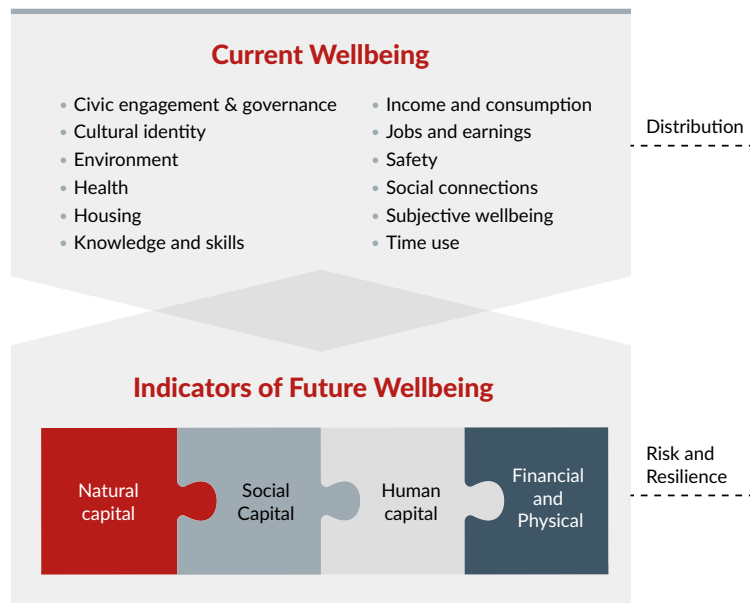 Current Wellbeing
Civic engagement & governance
Cultural identity
Environment
Health
Housing
Knowledge and skills
Income and consumption
Jobs and earnings
Safety
Social connections
Subjective wellbeing
Time use
Distribution
Indicators of Future Wellbeing
Natural
capital
Social
Capital
Human
capital
Financial
and
Physical
Risk and
Resilience